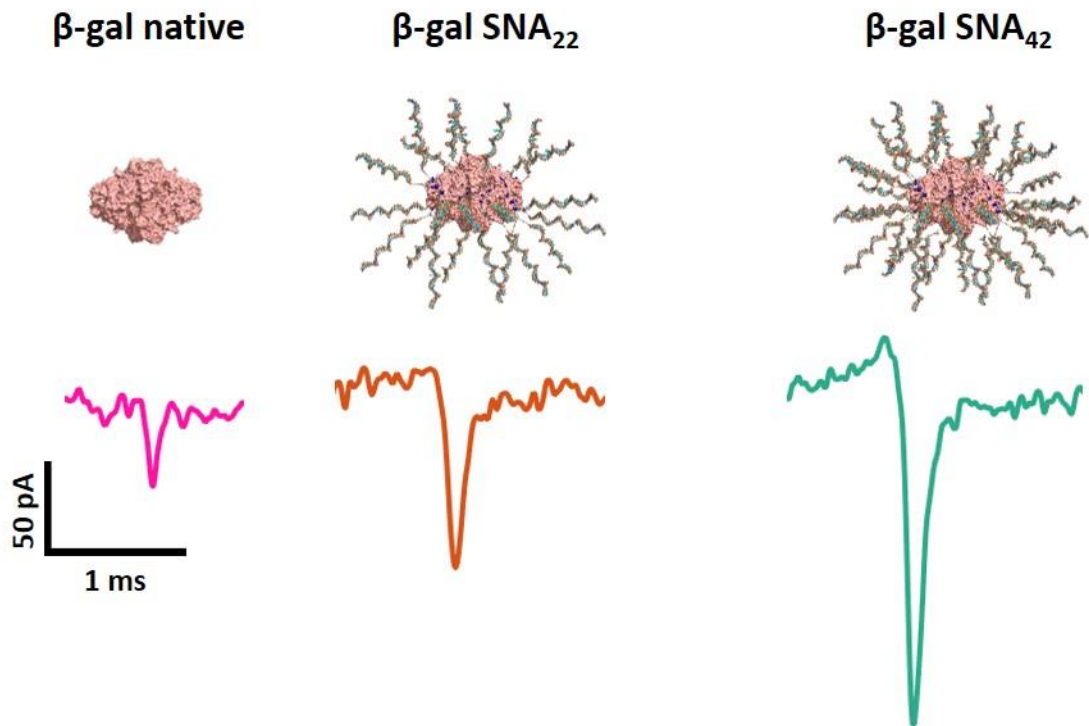 β-gal native
β-gal SNA₂₂
β-gal SNA₄₂
50 pA
1 ms